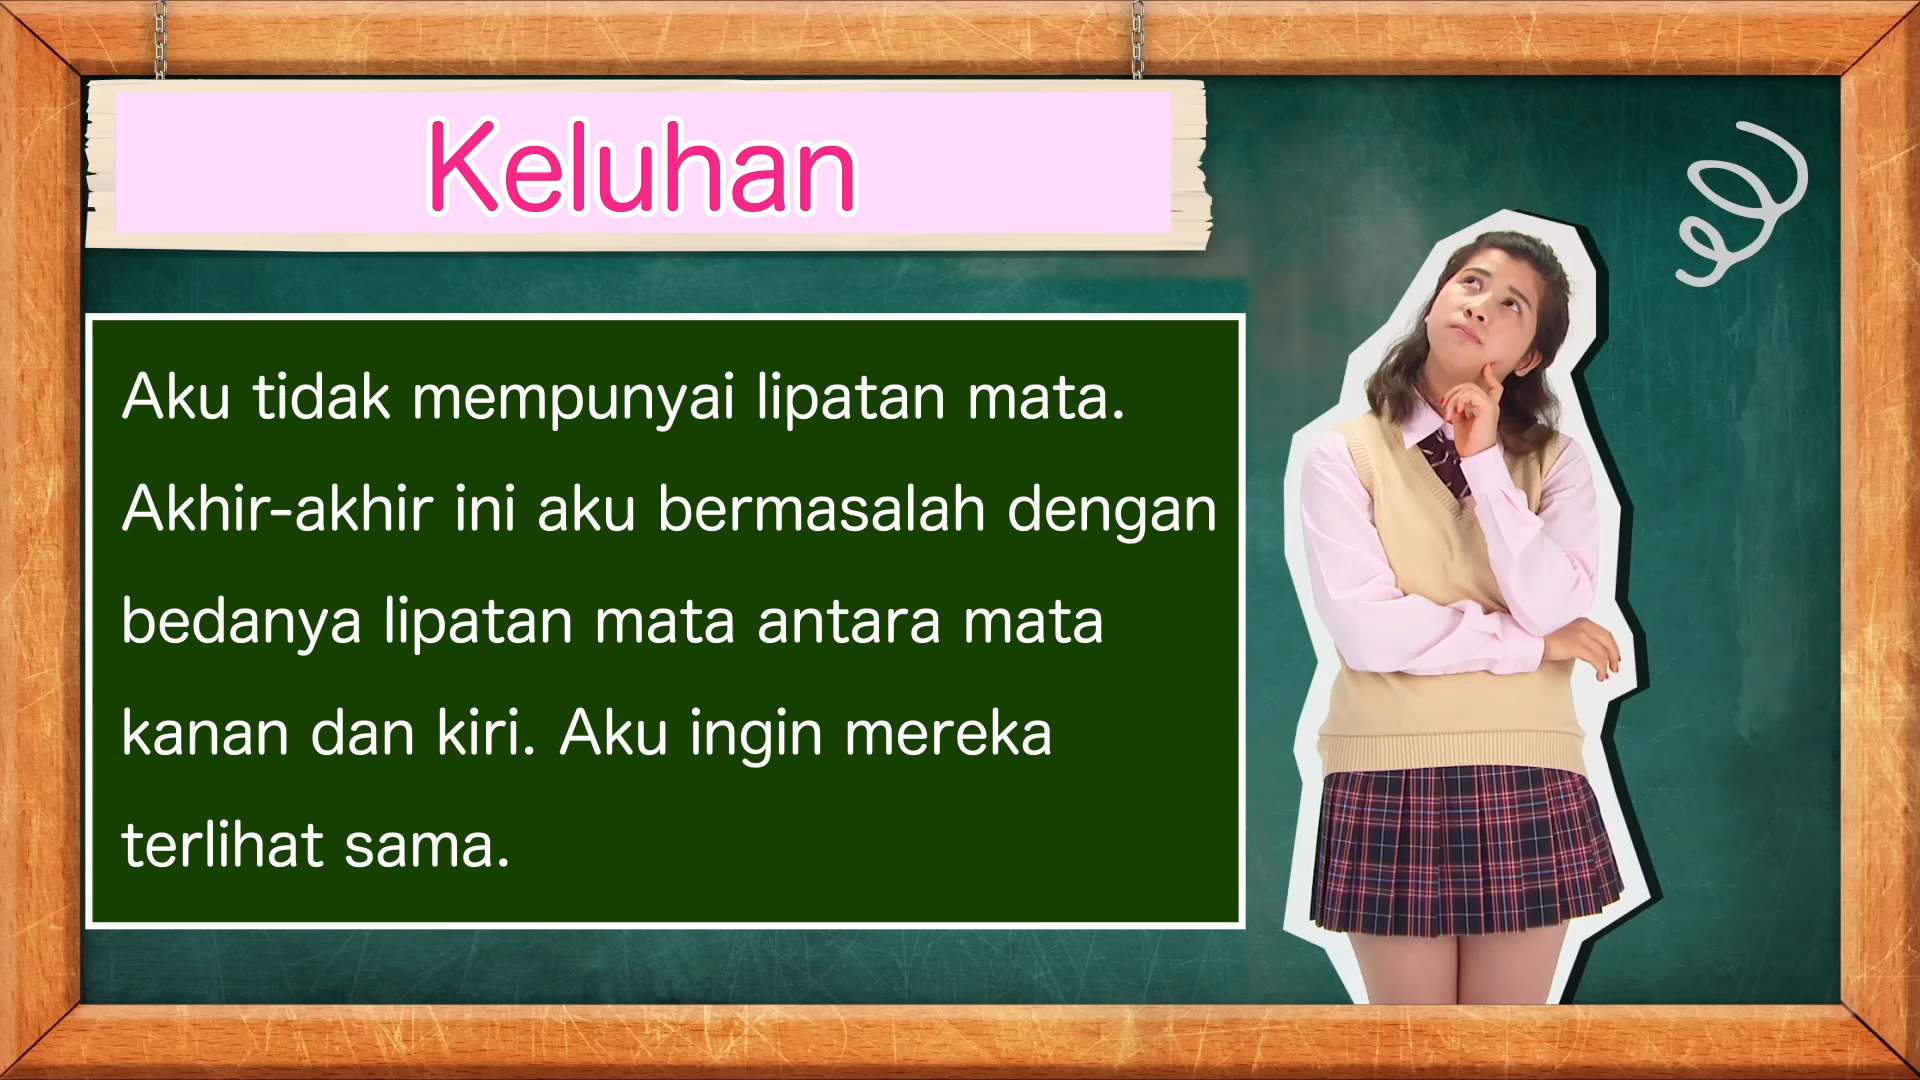 Keluhan
Aku tidak mempunyai lipatan mata.
Akhir-akhir ini aku bermasalah dengan
bedanya lipatan mata antara mata
kanan dan kiri. Aku ingin mereka
terlihat sama.